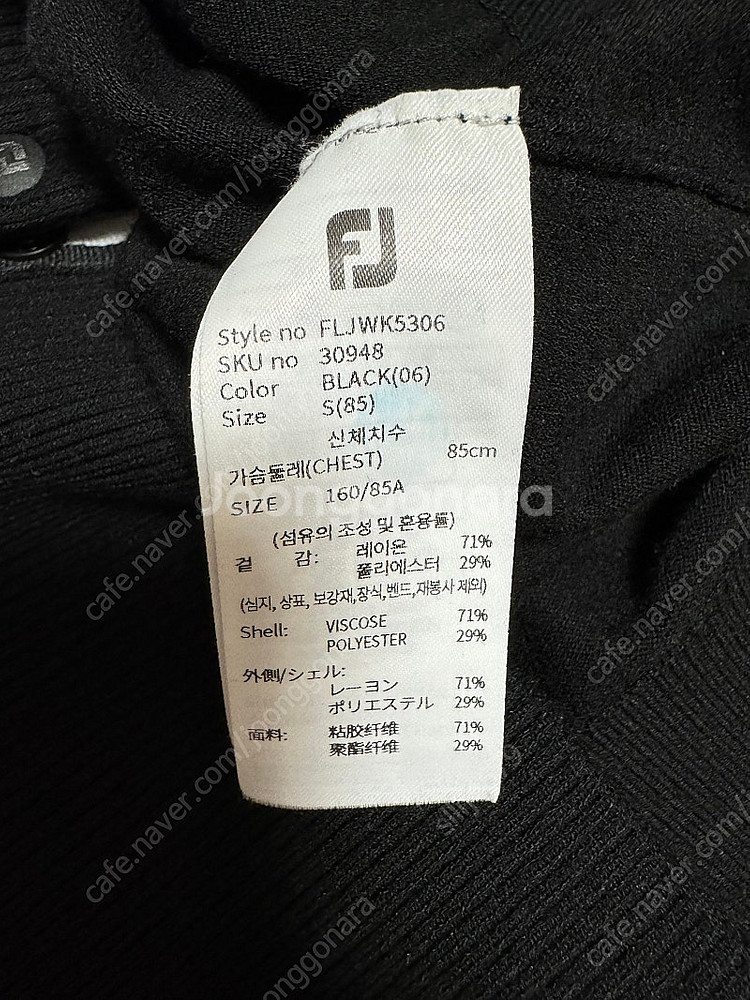 FJ
Style no FLJWK5306
SKU no 30948
Color BLACK(06)
Size S(85)
신체치수
가슴둘레(CHEST) 85cm
SIZE 160/85A
(섬유의 조성 및 혼용률)
겉 감: 레이온 71%
폴리에스터 29%
(심지, 상표, 보강재,장식,밴드,재봉사 제외)
Shell: VISCOSE 71%
POLYESTER 29%
外側/シェル:
レーヨン 71%
ポリエステル 29%
面料: 粘胶纤维 71%
聚酯纤维 29%
Joonggonara
cafe.naver.com/joonggonara